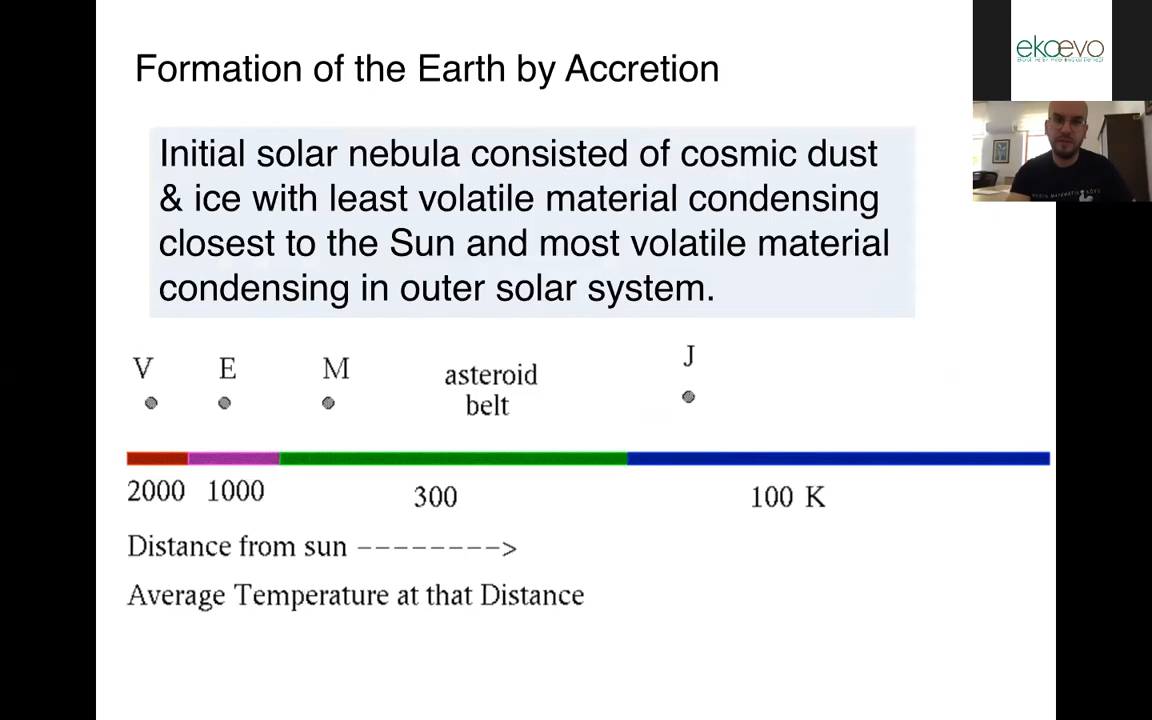 Formation of the Earth by Accretion
Initial solar nebula consisted of cosmic dust
& ice with least volatile material condensing
closest to the Sun and most volatile material
condensing in outer solar system.
V E M asteroid belt J
2000 1000 300 100 K
Distance from sun -------->
Average Temperature at that Distance
ekoevo